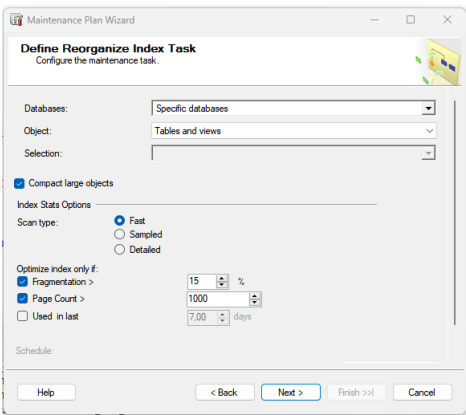 Maintenance Plan Wizard
Define Reorganize Index Task
Configure the maintenance task.
Databases: Specific databases
Object: Tables and views
Selection:
Compact large objects
Index Stats Options
Scan type: Fast
Sampled
Detailed
Optimize index only if:
Fragmentation > 15 %
Page Count > 1000
Used in last 7,00 days
Schedule:
Help < Back Next > Finish >>| Cancel